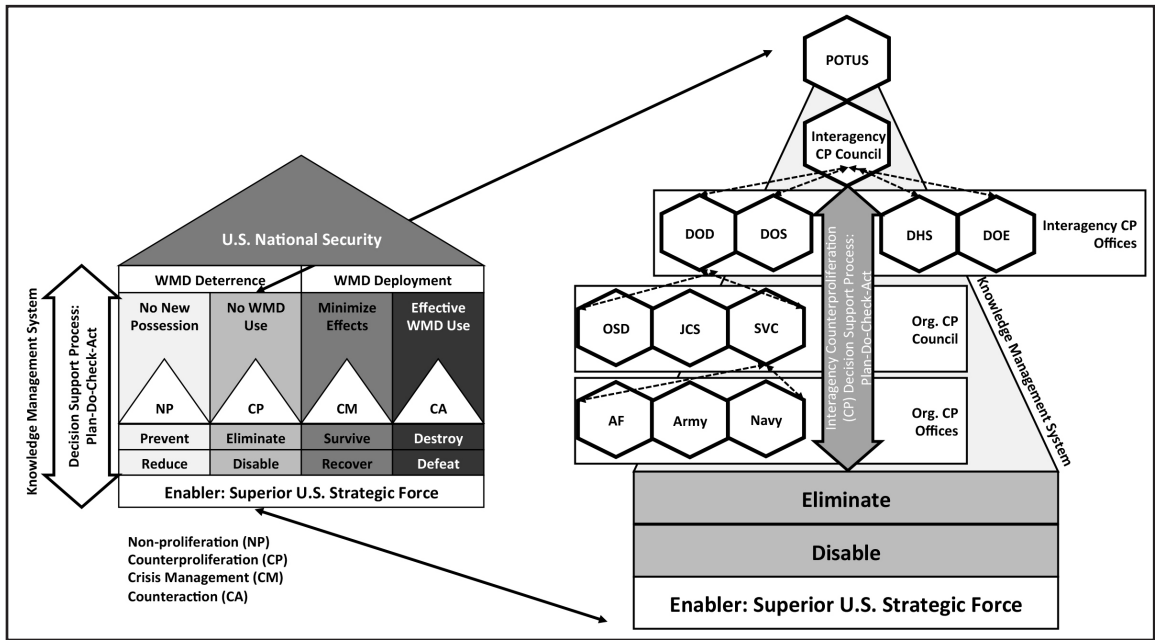 U.S. National Security
WMD Deterrence
WMD Deployment
No New
Possession
No WMD
Use
Minimize
Effects
Effective
WMD Use
NP
CP
CM
CA
Prevent
Eliminate
Survive
Destroy
Reduce
Disable
Recover
Defeat
Enabler: Superior U.S. Strategic Force
Knowledge Management System
Decision Support Process:
Plan-Do-Check-Act
Non-proliferation (NP)
Counterproliferation (CP)
Crisis Management (CM)
Counteraction (CA)
POTUS
Interagency
CP Council
DOD
DOS
DHS
DOE
Interagency CP
Offices
OSD
JCS
SVC
Org. CP
Council
AF
Army
Navy
Org. CP
Offices
Interagency Counterproliferation
(CP) Decision Support Process:
Plan-Do-Check-Act
Knowledge Management System
Eliminate
Disable
Enabler: Superior U.S. Strategic Force